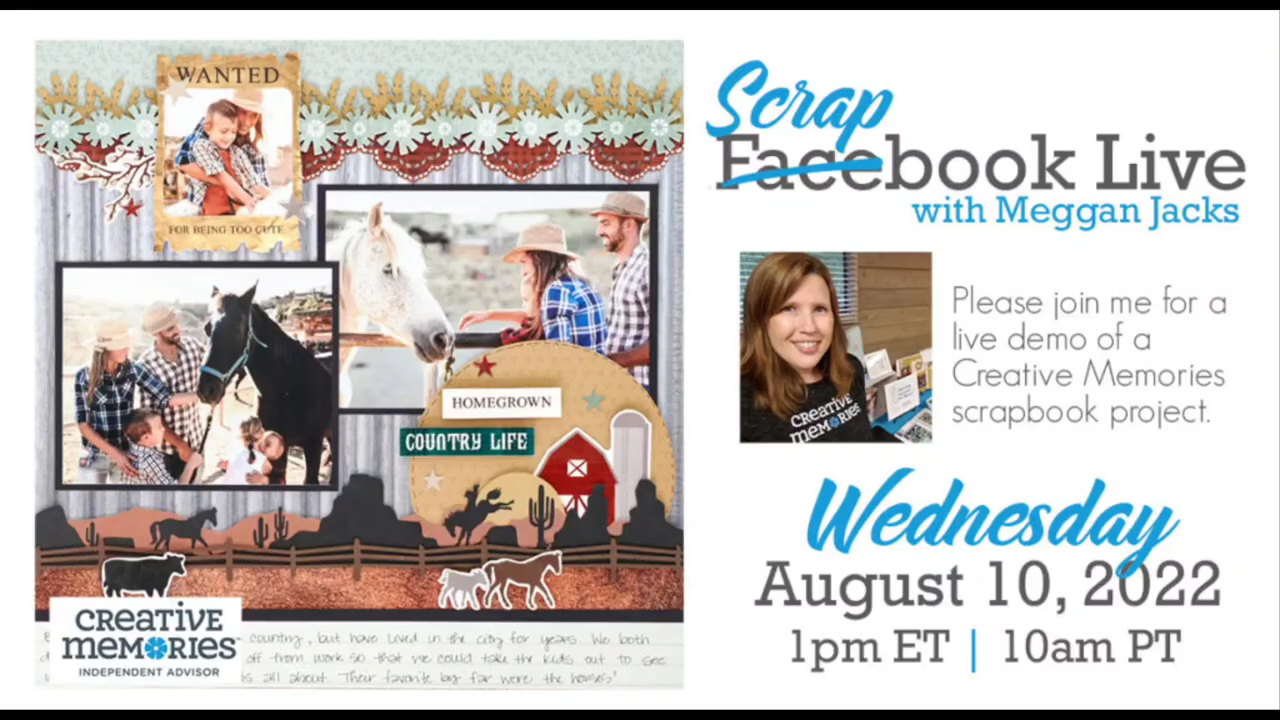 WANTED
FOR BEING TOO CUTE
HOMEGROWN
COUNTRY LIFE
CREATIVE
MEMORIES
INDEPENDENT ADVISOR
country, but have lived in the city for years. We both
off from work so that we could take the kids out to see
all about. Their favorite by far were the horses!
Scrap
Facebook Live
with Meggan Jacks
CREATIVE
MEMORIES
Please join me for a
live demo of a
Creative Memories
scrapbook project.
Wednesday
August 10, 2022
1pm ET | 10am PT